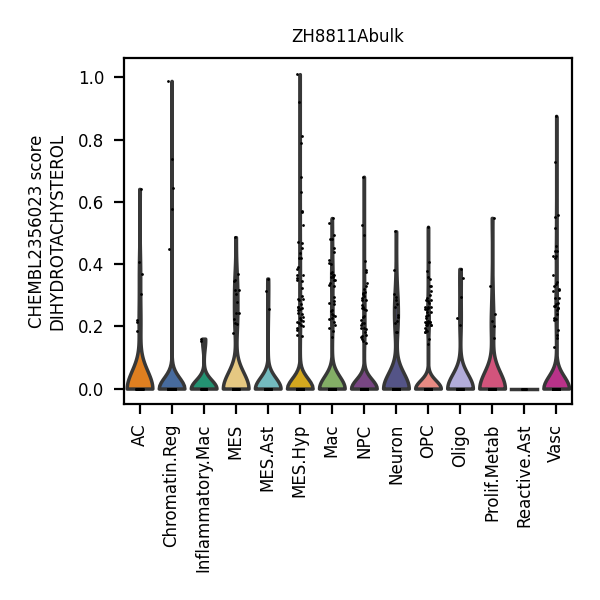 ZH8811Abulk
CHEMBL2356023 score
DIHYDROTACHYSTEROL
1.0
0.8
0.6
0.4
0.2
0.0
AC
Chromatin.Reg
Inflammatory.Mac
MES
MES.Ast
MES.Hyp
Mac
NPC
Neuron
OPC
Oligo
Prolif.Metab
Reactive.Ast
Vasc